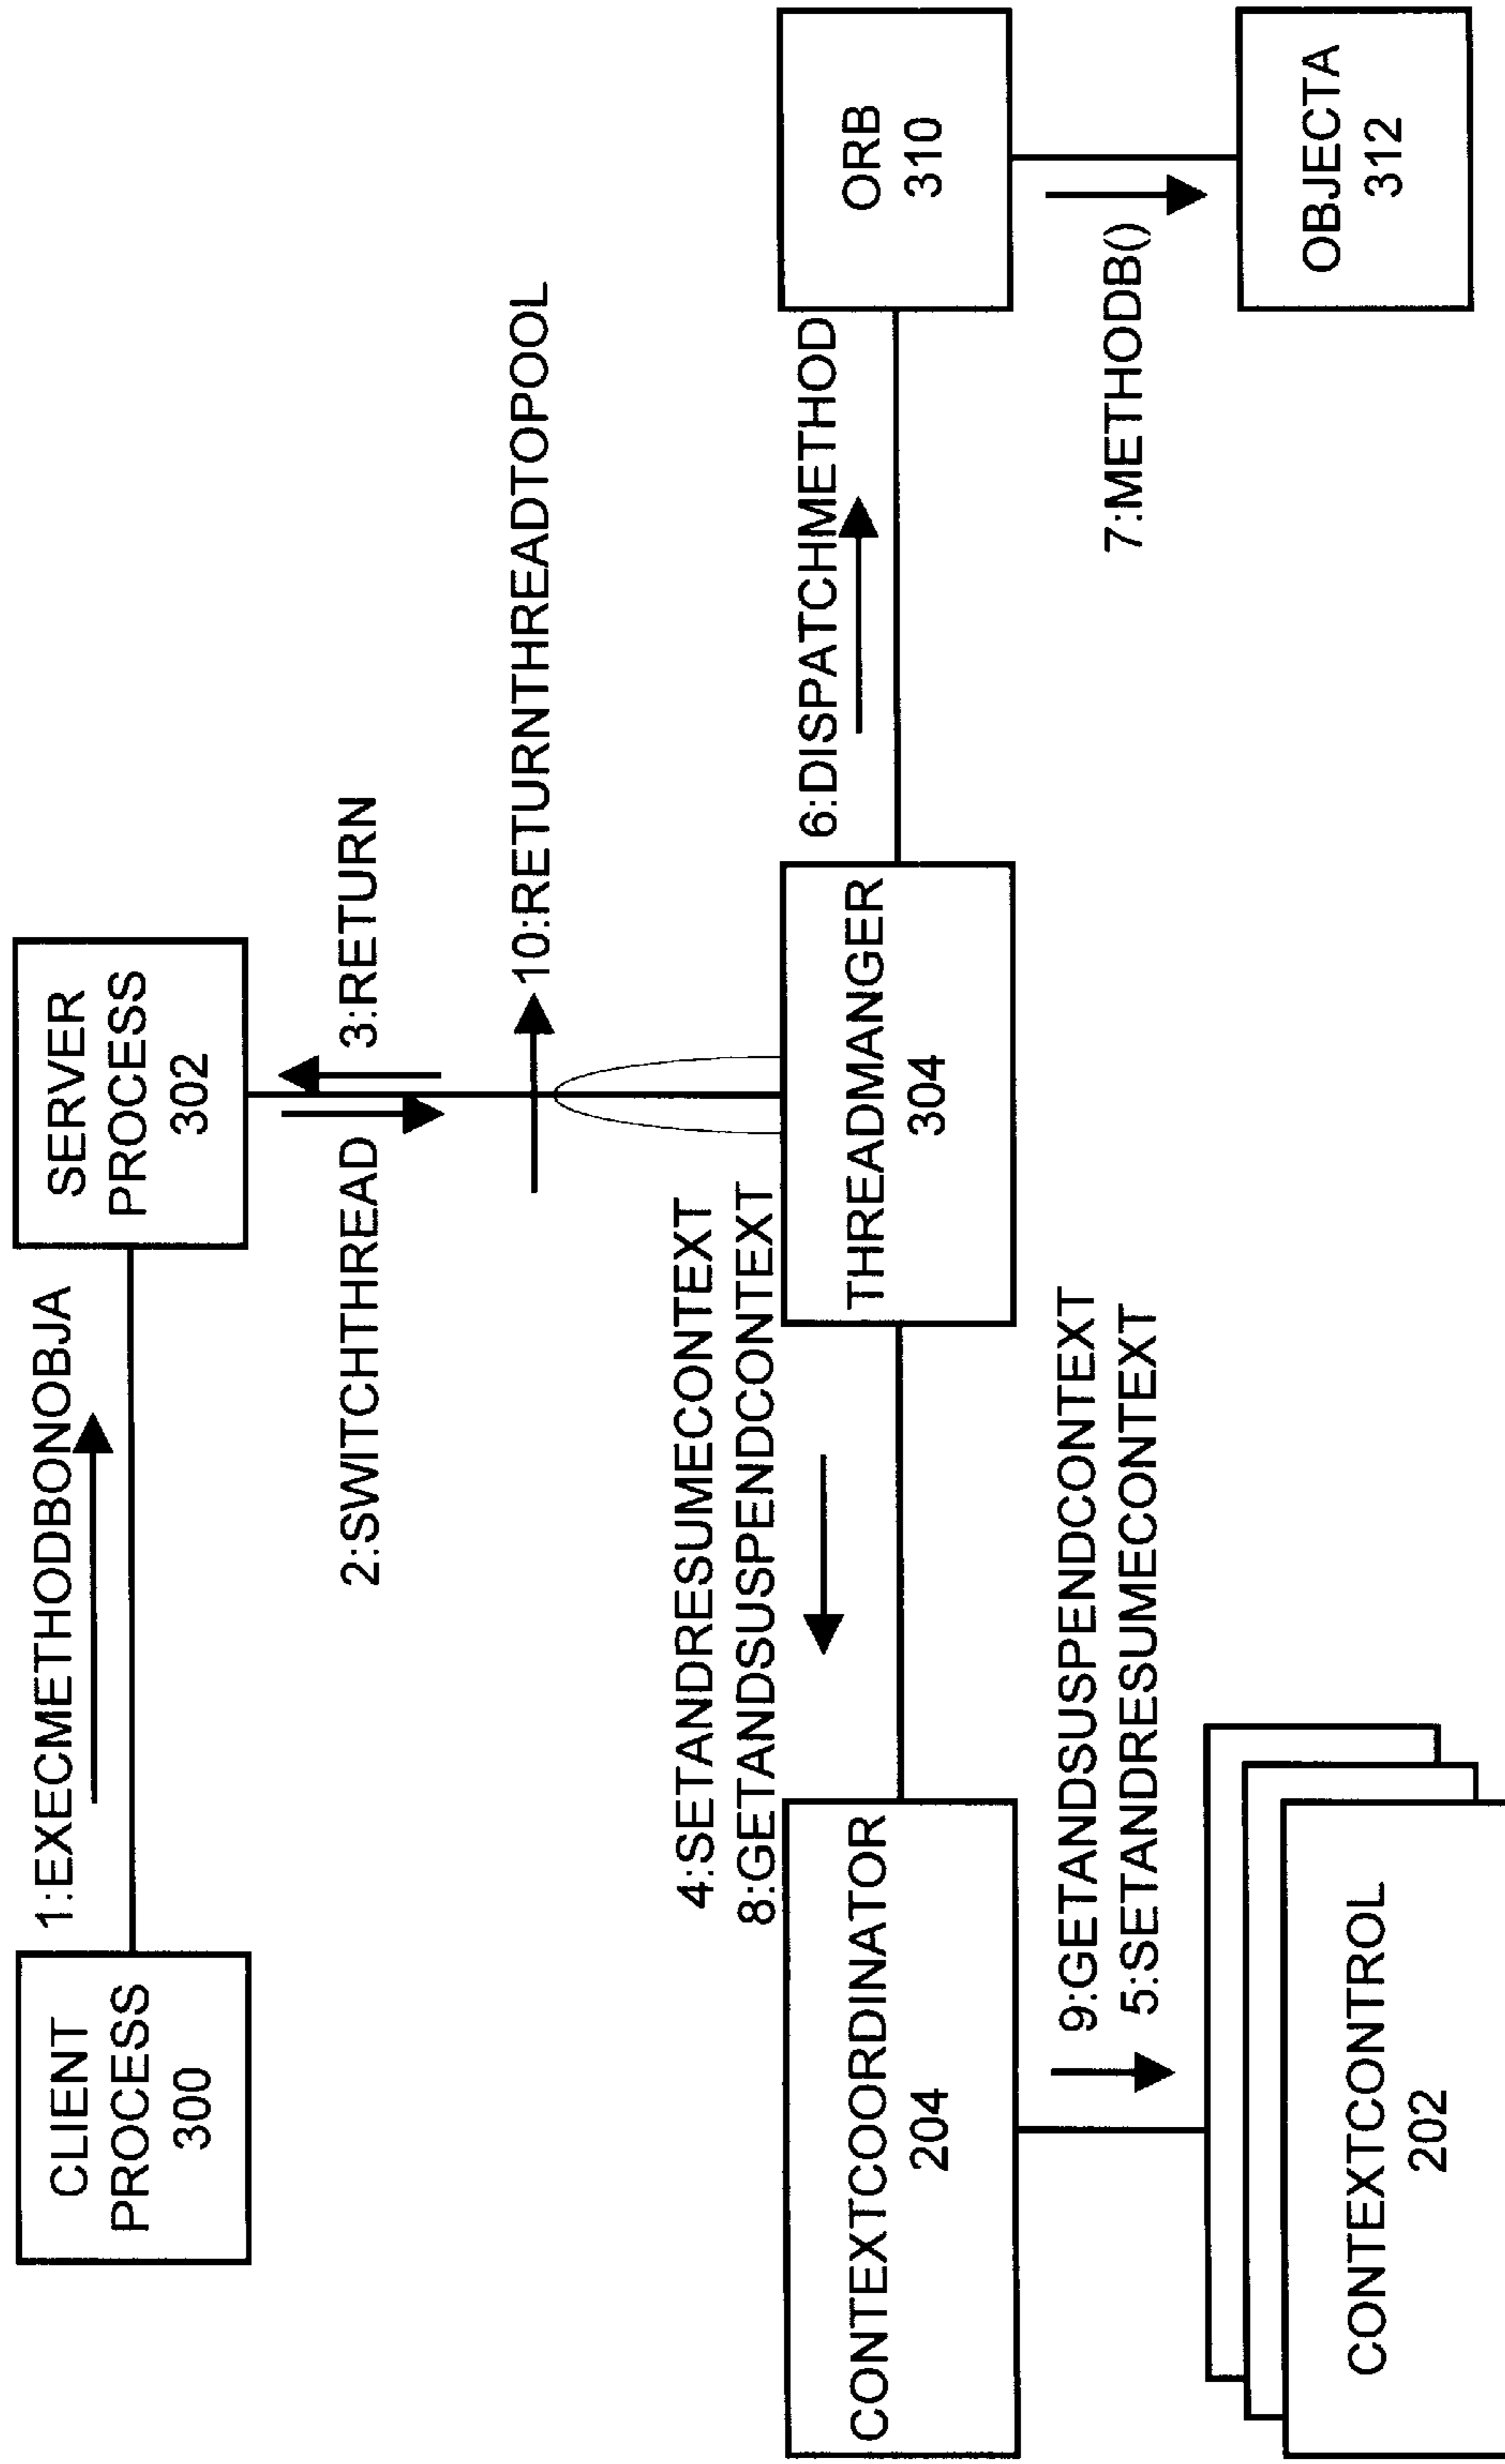 CLIENT
PROCESS
300
1:EXECMETHODBONOBJA
SERVER
PROCESS
302
2:SWITCHTHREAD
3:RETURN
10:RETURNTHREADTOPOOL
4:SETANDRESUMECONTEXT
8:GETANDSUSPENDCONTEXT
6:DISPATCHMETHOD
CONTEXTCOORDINATOR
204
THREADMANGER
304
ORB
310
9:GETANDSUSPENDCONTEXT
5:SETANDRESUMECONTEXT
7:METHODB()
CONTEXTCONTROL
202
OBJECTA
312